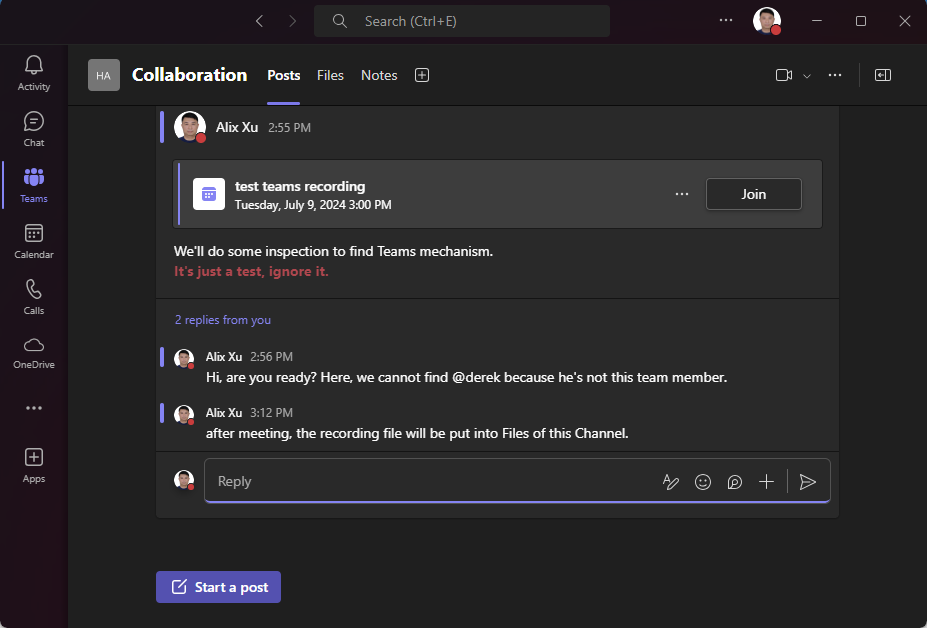 Search (Ctrl+E)
Activity
Chat
Teams
Calendar
Calls
OneDrive
Apps
HA Collaboration Posts Files Notes
Alix Xu 2:55 PM
test teams recording
Tuesday, July 9, 2024 3:00 PM
Join
We'll do some inspection to find Teams mechanism.
It's just a test, ignore it.
2 replies from you
Alix Xu 2:56 PM
Hi, are you ready? Here, we cannot find @derek because he's not this team member.
Alix Xu 3:12 PM
after meeting, the recording file will be put into Files of this Channel.
Reply
Start a post